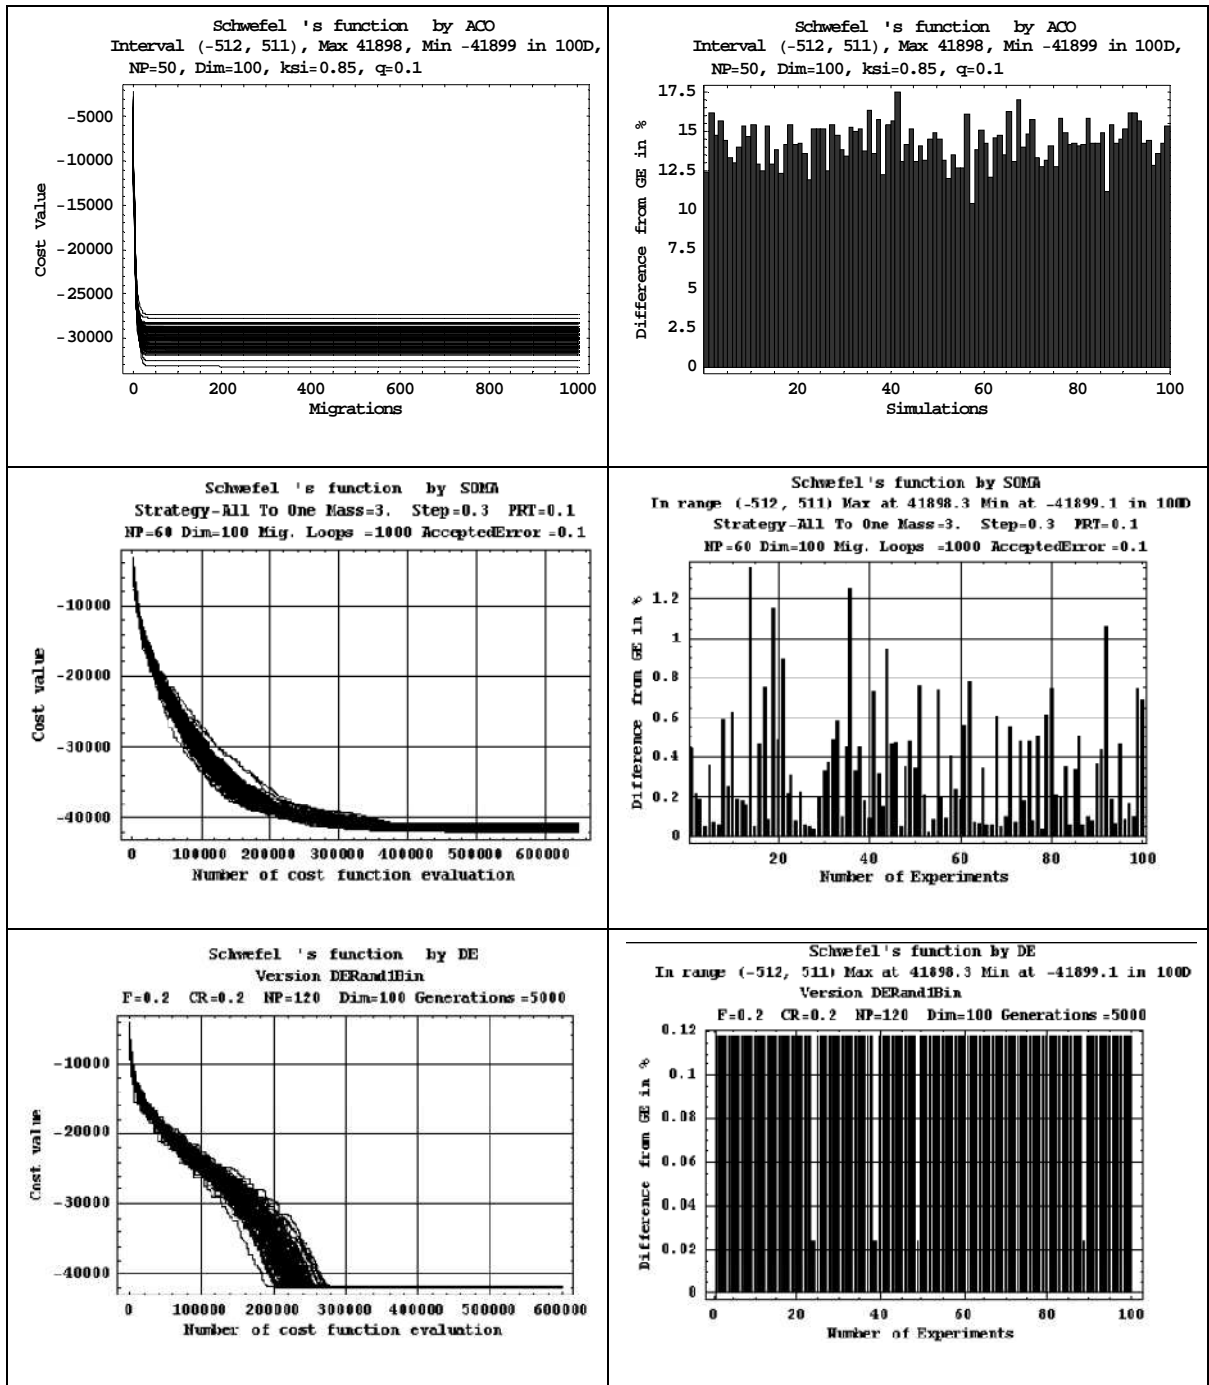 Schwefel 's function by ACO
Interval (-512, 511), Max 41898, Min -41899 in 100D,
NP=50, Dim=100, ksi=0.85, q=0.1
Cost Value
-5000
-10000
-15000
-20000
-25000
-30000
0 200 400 600 800 1000
Migrations
Schwefel 's function by ACO
Interval (-512, 511), Max 41898, Min -41899 in 100D,
NP=50, Dim=100, ksi=0.85, q=0.1
Difference from GE in %
17.5
15
12.5
10
7.5
5
2.5
0
20 40 60 80 100
Simulations
Schwefel 's function by SOMA
Strategy-All To One Mass=3. Step=0.3 PRT=0.1
NP=60 Dim=100 Mig. Loops =1000 AcceptedError =0.1
Cost value
-10000
-20000
-30000
-40000
0 100000 200000 300000 400000 500000 600000
Number of cost function evaluation
Schwefel's function by SOMA
In range (-512, 511) Max at 41898.3 Min at -41899.1 in 100D
Strategy-All To One Mass=3. Step=0.3 PRT=0.1
NP=60 Dim=100 Mig. Loops =1000 AcceptedError =0.1
Difference from GE in %
1.2
1
0.8
0.6
0.4
0.2
0
20 40 60 80 100
Number of Experiments
Schwefel 's function by DE
Version DERand1Bin
F=0.2 CR=0.2 NP=120 Dim=100 Generations =5000
Cost value
-10000
-20000
-30000
-40000
0 100000 200000 300000 400000 500000 600000
Number of cost function evaluation
Schwefel's function by DE
In range (-512, 511) Max at 41898.3 Min at -41899.1 in 100D
Version DERand1Bin
F=0.2 CR=0.2 NP=120 Dim=100 Generations =5000
Difference from GE in %
0.12
0.1
0.08
0.06
0.04
0.02
0
0 20 40 60 80 100
Number of Experiments